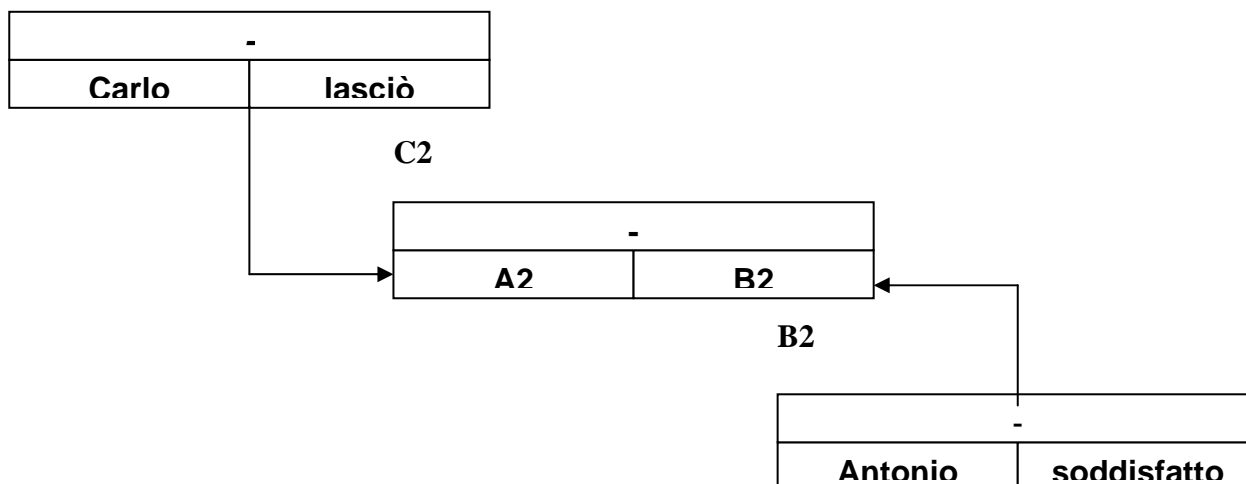 -
Carlo lasciò
C2
-
A2 B2
B2
-
Antonio soddisfatto